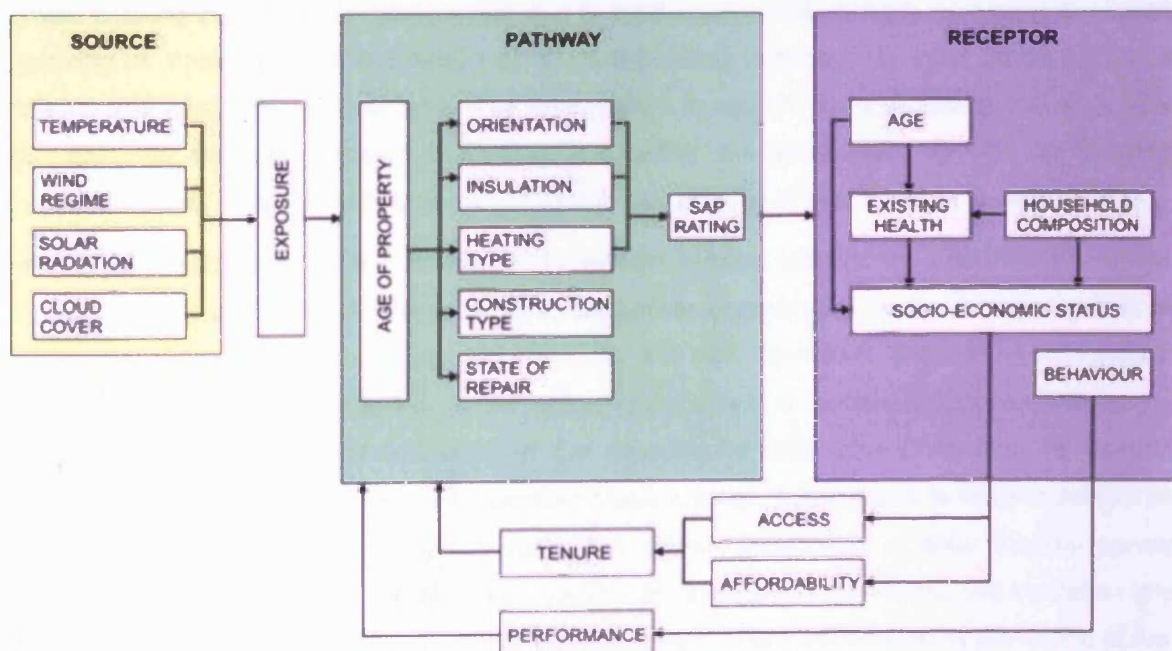 SOURCE
TEMPERATURE
WIND
REGIME
SOLAR
RADIATION
CLOUD
COVER
EXPOSURE
PATHWAY
AGE OF PROPERTY
ORIENTATION
INSULATION
HEATING
TYPE
CONSTRUCTION
TYPE
STATE OF
REPAIR
SAP
RATING
RECEPTOR
AGE
EXISTING
HEALTH
HOUSEHOLD
COMPOSITION
SOCIO-ECONOMIC STATUS
BEHAVIOUR
ACCESS
TENURE
AFFORDABILITY
PERFORMANCE